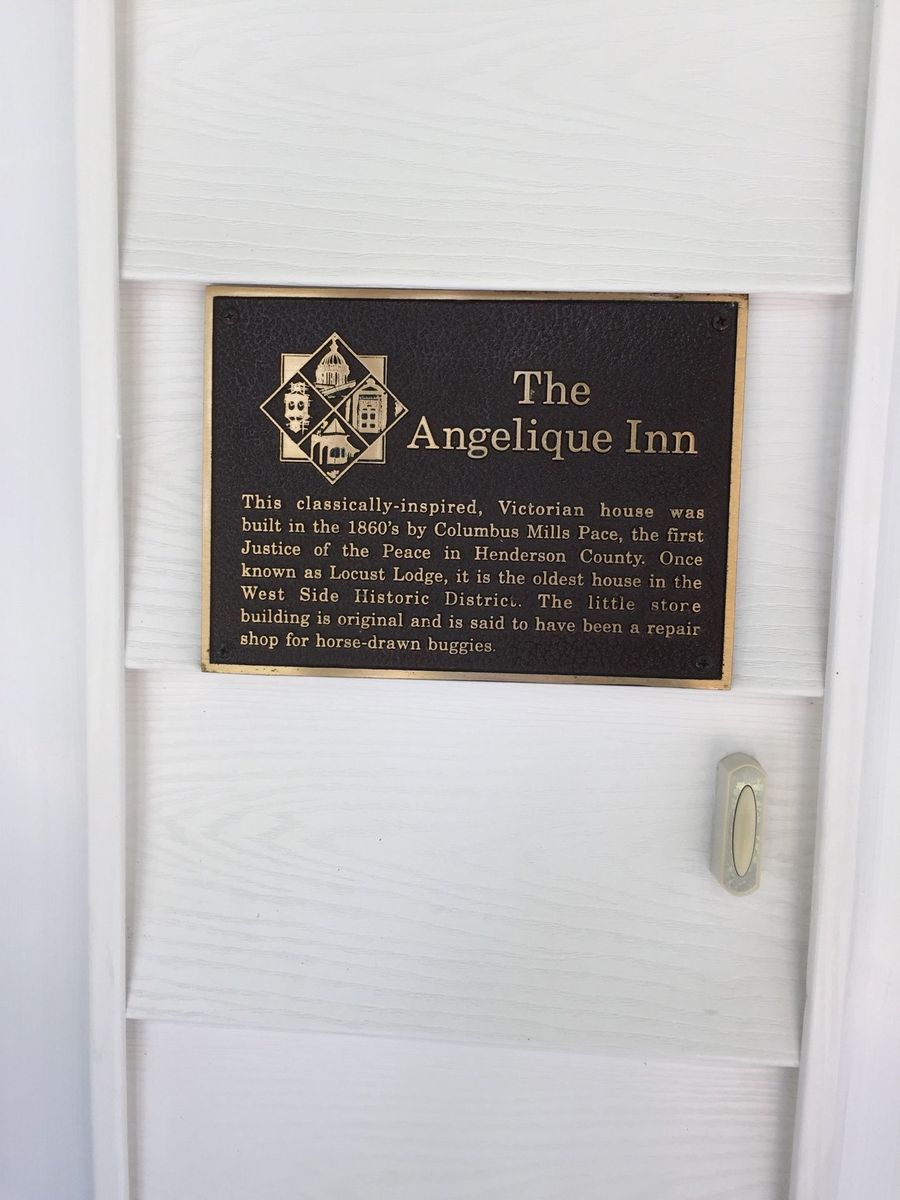 The
Angelique Inn
This classically-inspired, Victorian house was
built in the 1860's by Columbus Mills Pace, the first
Justice of the Peace in Henderson County. Once
known as Locust Lodge, it is the oldest house in the
West Side Historic District. The little store
building is original and is said to have been a repair
shop for horse-drawn buggies.